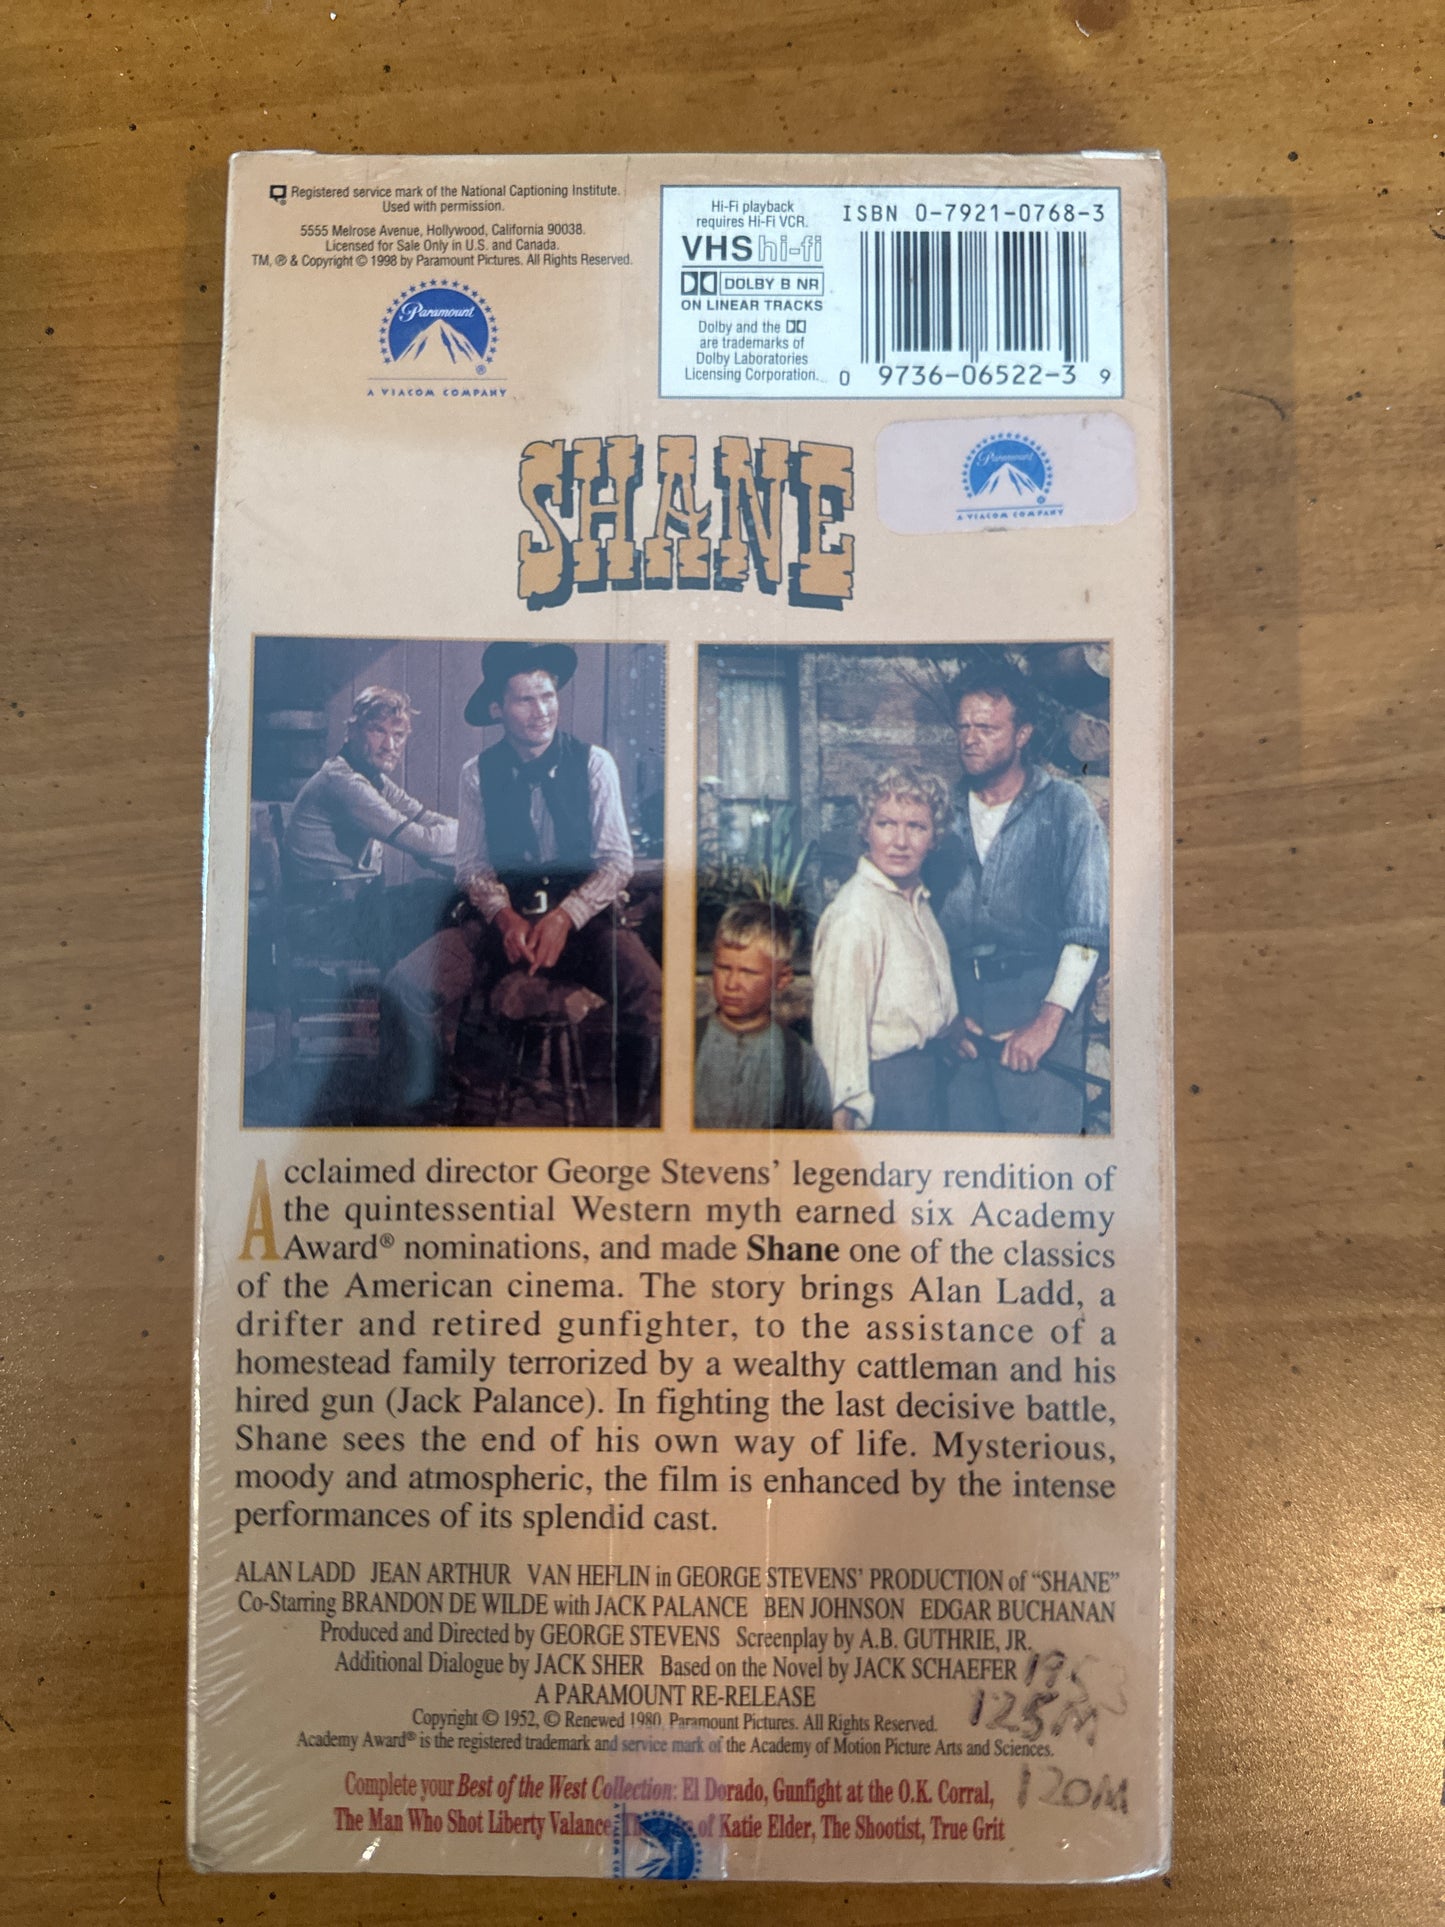 Registered service mark of the National Captioning Institute.
Used with permission.
5555 Melrose Avenue, Hollywood, California 90038.
Licensed for Sale Only in U.S. and Canada.
TM, ℗ & Copyright © 1998 by Paramount Pictures. All Rights Reserved.
Paramount
®
A VIACOM COMPANY
Hi-Fi playback
requires Hi-Fi VCR.
VHS hi-fi
DOLBY B NR
ON LINEAR TRACKS
Dolby and the
are trademarks of
Dolby Laboratories
Licensing Corporation.
ISBN 0-7921-0768-3
0 9736-06522-3 9
SHANE
Paramount
®
A VIACOM COMPANY
Acclaimed director George Stevens' legendary rendition of
the quintessential Western myth earned six Academy
Award® nominations, and made Shane one of the classics
of the American cinema. The story brings Alan Ladd, a
drifter and retired gunfighter, to the assistance of a
homestead family terrorized by a wealthy cattleman and his
hired gun (Jack Palance). In fighting the last decisive battle,
Shane sees the end of his own way of life. Mysterious,
moody and atmospheric, the film is enhanced by the intense
performances of its splendid cast.
ALAN LADD JEAN ARTHUR VAN HEFLIN in GEORGE STEVENS' PRODUCTION of "SHANE"
Co-Starring BRANDON DE WILDE with JACK PALANCE BEN JOHNSON EDGAR BUCHANAN
Produced and Directed by GEORGE STEVENS Screenplay by A.B. GUTHRIE, JR.
Additional Dialogue by JACK SHER Based on the Novel by JACK SCHAEFER
A PARAMOUNT RE-RELEASE
125M
Copyright © 1952, © Renewed 1980, Paramount Pictures. All Rights Reserved.
Academy Award® is the registered trademark and service mark of the Academy of Motion Picture Arts and Sciences.
Complete your Best of the West Collection: El Dorado, Gunfight at the O.K. Corral,
120M
The Man Who Shot Liberty Valance, of Katie Elder, The Shootist, True Grit